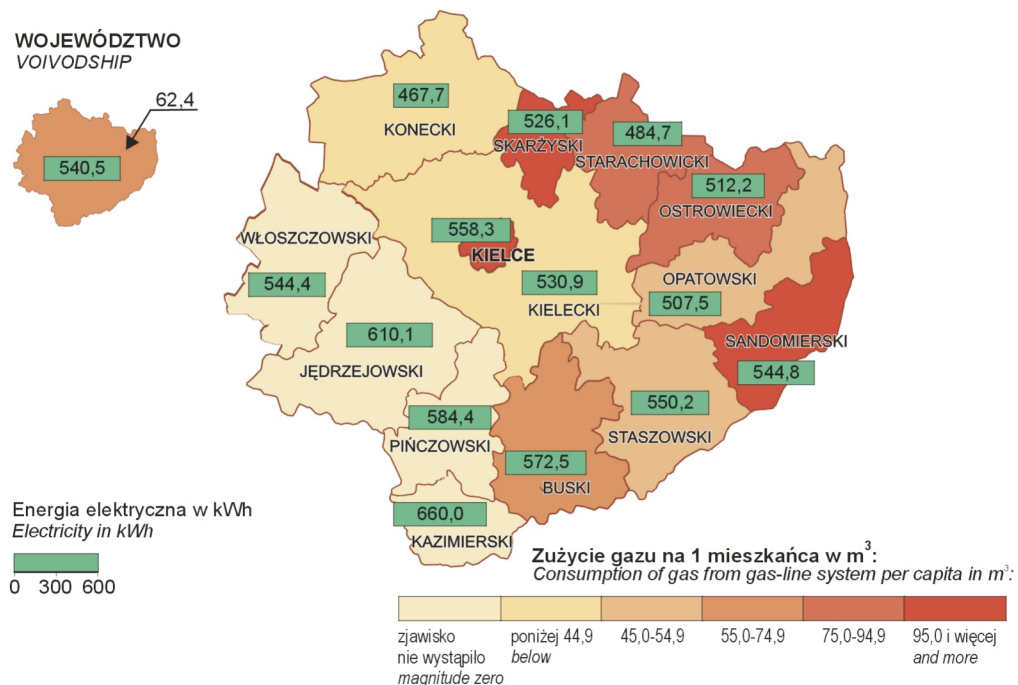 WOJEWÓDZTWO
VOIVODSHIP
62,4
540,5
467,7
KONECKI
526,1
SKARŻYSKI
484,7
STARACHOWICKI
512,2
OSTROWIECKI
WŁOSZCZOWSKI
544,4
558,3
KIELCE
530,9
KIELECKI
OPATOWSKI
507,5
SANDOMIERSKI
544,8
610,1
JĘDRZEJOWSKI
584,4
PIŃCZOWSKI
550,2
STASZOWSKI
572,5
BUSKI
660,0
KAZIMIERSKI
Energia elektryczna w kWh
Electricity in kWh
0 300 600
Zużycie gazu na 1 mieszkańca w m³:
Consumption of gas from gas-line system per capita in m³:
zjawisko
nie wystąpiło
magnitude zero
poniżej 44,9
below
45,0-54,9
55,0-74,9
75,0-94,9
95,0 i więcej
and more